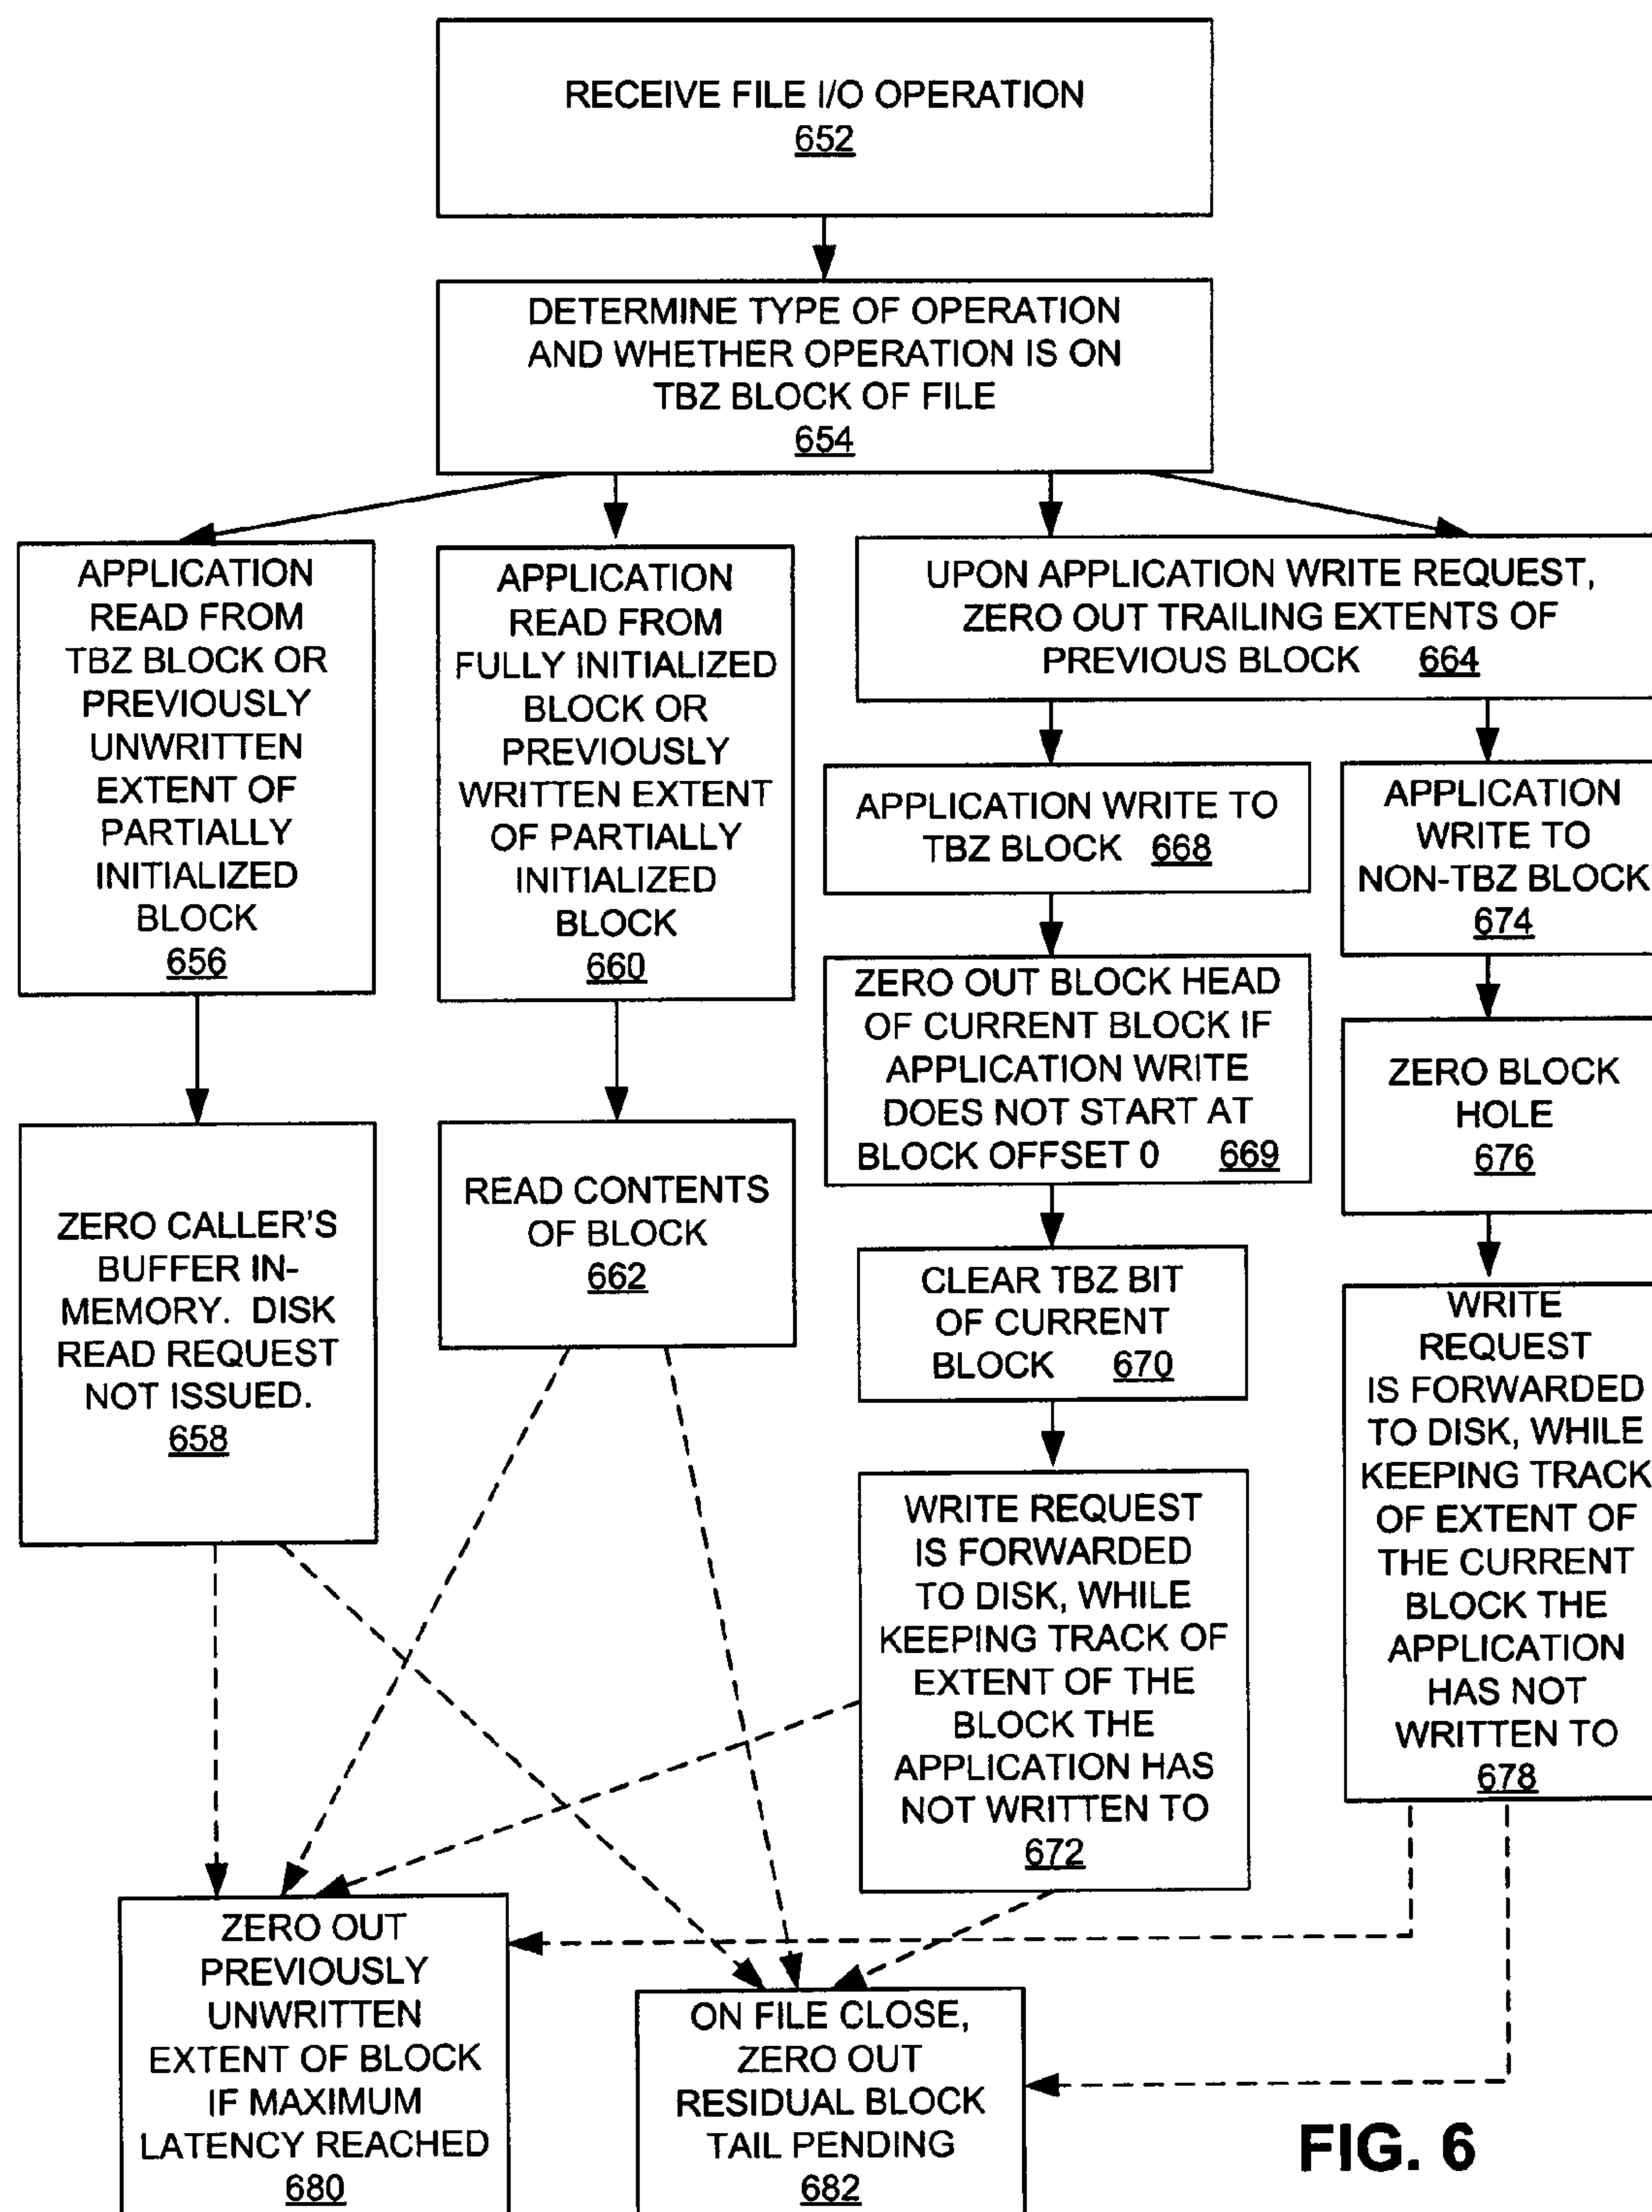 RECEIVE FILE I/O OPERATION
652
DETERMINE TYPE OF OPERATION
AND WHETHER OPERATION IS ON
TBZ BLOCK OF FILE
654
APPLICATION
READ FROM
TBZ BLOCK OR
PREVIOUSLY
UNWRITTEN
EXTENT OF
PARTIALLY
INITIALIZED
BLOCK
656
APPLICATION
READ FROM
FULLY INITIALIZED
BLOCK OR
PREVIOUSLY
WRITTEN EXTENT
OF PARTIALLY
INITIALIZED
BLOCK
660
UPON APPLICATION WRITE REQUEST,
ZERO OUT TRAILING EXTENTS OF
PREVIOUS BLOCK 664
APPLICATION WRITE TO
TBZ BLOCK 668
APPLICATION
WRITE TO
NON-TBZ BLOCK
674
ZERO OUT BLOCK HEAD
OF CURRENT BLOCK IF
APPLICATION WRITE
DOES NOT START AT
BLOCK OFFSET 0 669
ZERO BLOCK
HOLE
676
ZERO CALLER'S
BUFFER IN-
MEMORY. DISK
READ REQUEST
NOT ISSUED.
658
READ CONTENTS
OF BLOCK
662
CLEAR TBZ BIT
OF CURRENT
BLOCK 670
WRITE
REQUEST
IS FORWARDED
TO DISK, WHILE
KEEPING TRACK
OF EXTENT OF
THE CURRENT
BLOCK THE
APPLICATION
HAS NOT
WRITTEN TO
678
WRITE REQUEST
IS FORWARDED
TO DISK, WHILE
KEEPING TRACK OF
EXTENT OF THE
BLOCK THE
APPLICATION HAS
NOT WRITTEN TO
672
ZERO OUT
PREVIOUSLY
UNWRITTEN
EXTENT OF BLOCK
IF MAXIMUM
LATENCY REACHED
680
ON FILE CLOSE,
ZERO OUT
RESIDUAL BLOCK
TAIL PENDING
682
FIG. 6